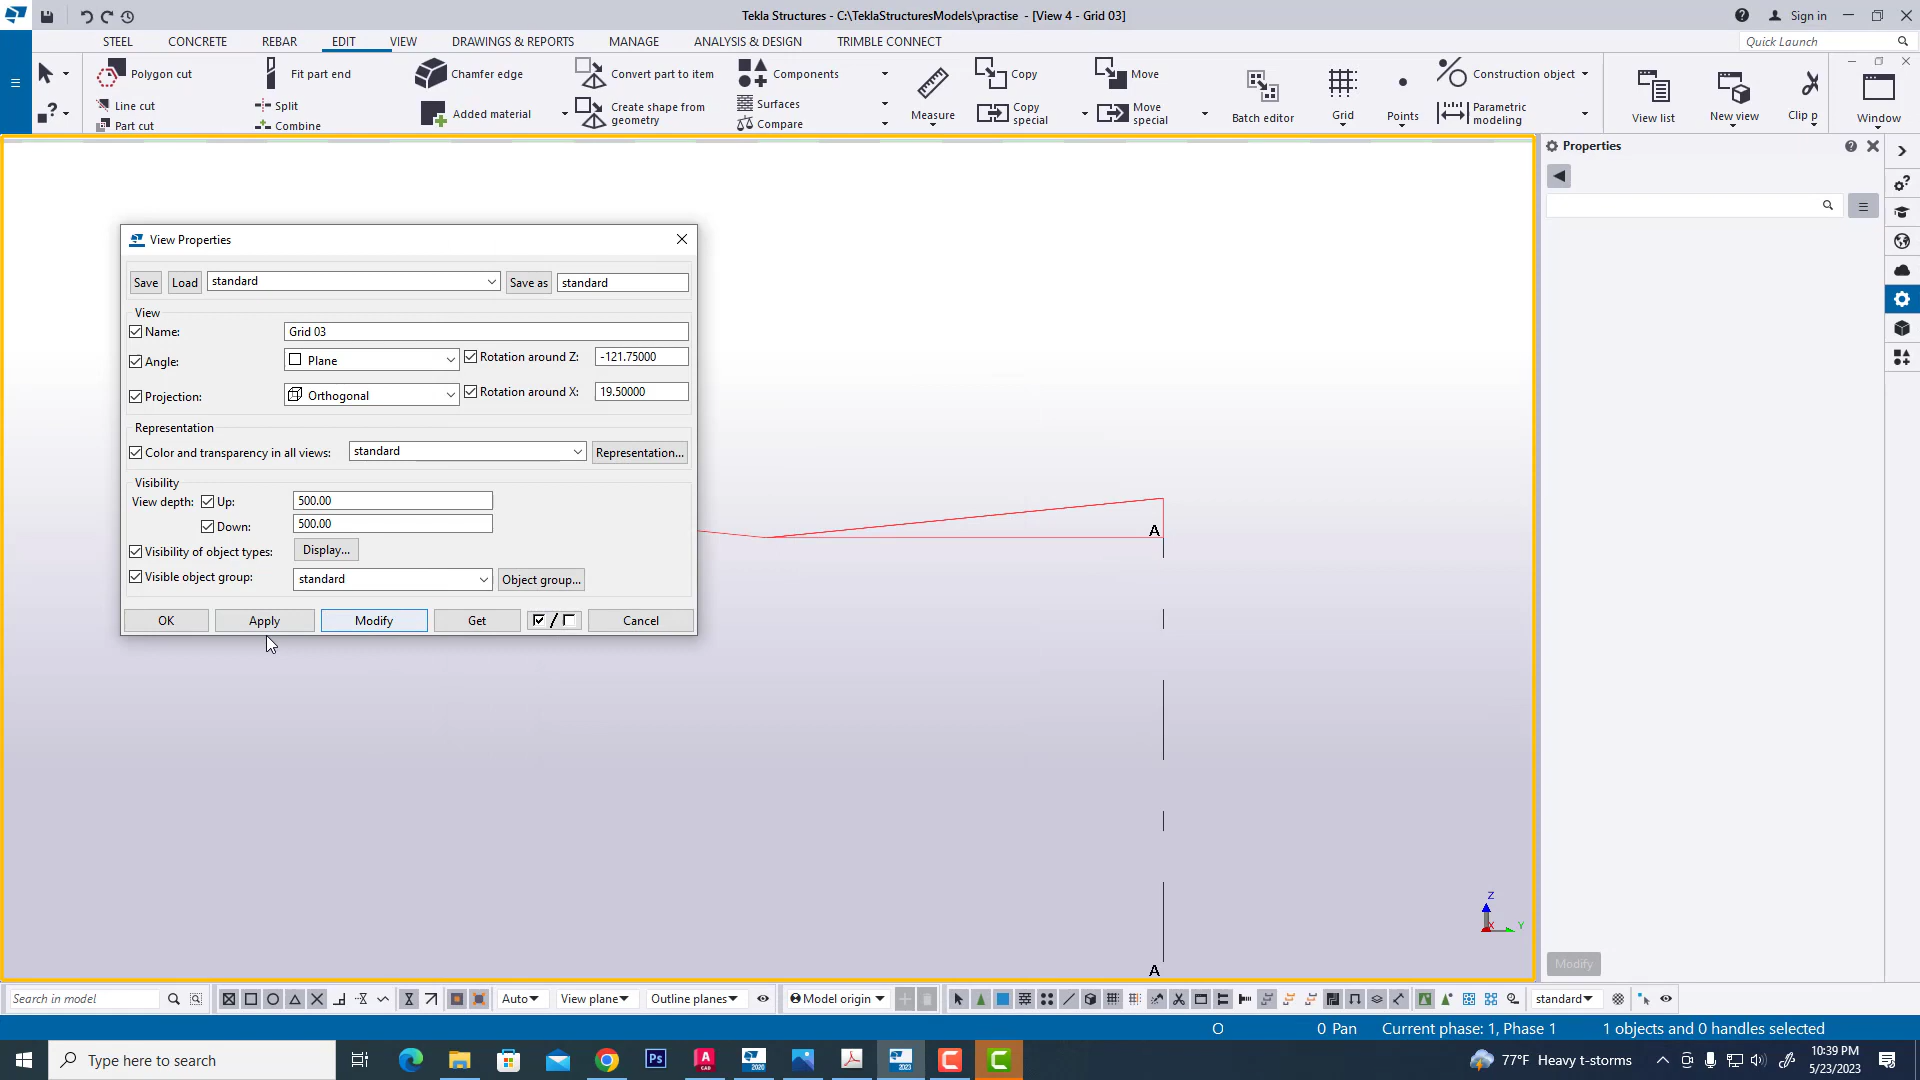 Tekla Structures - C:\TeklaStructuresModels\practise - [View 4 - Grid 03]
Sign in
STEEL CONCRETE REBAR EDIT VIEW DRAWINGS & REPORTS MANAGE ANALYSIS & DESIGN TRIMBLE CONNECT
Quick Launch
Polygon cut
Line cut
Part cut
Fit part end
Split
Combine
Chamfer edge
Added material
Convert part to item
Create shape from
geometry
Components
Surfaces
Compare
Measure
Copy
Copy
special
Move
Move
special
Batch editor
Grid
Points
Construction object
Parametric
modeling
View list
New view
Clip p
Window
Properties
View Properties
Save Load standard Save as standard
View
Name: Grid 03
Angle: Plane Rotation around Z: -121.75000
Projection: Orthogonal Rotation around X: 19.50000
Representation
Color and transparency in all views: standard Representation...
Visibility
View depth: Up: 500.00
Down: 500.00
Visibility of object types: Display...
Visible object group: standard Object group...
OK Apply Modify Get / Cancel
A
A
Z
X
Y
Modify
Search in model
Auto
View plane
Outline planes
Model origin
standard
O 0 Pan Current phase: 1, Phase 1 1 objects and 0 handles selected
Type here to search
Ps
A
CAD
2020
2023
C
C
77°F Heavy t-storms
10:39 PM
5/23/2023